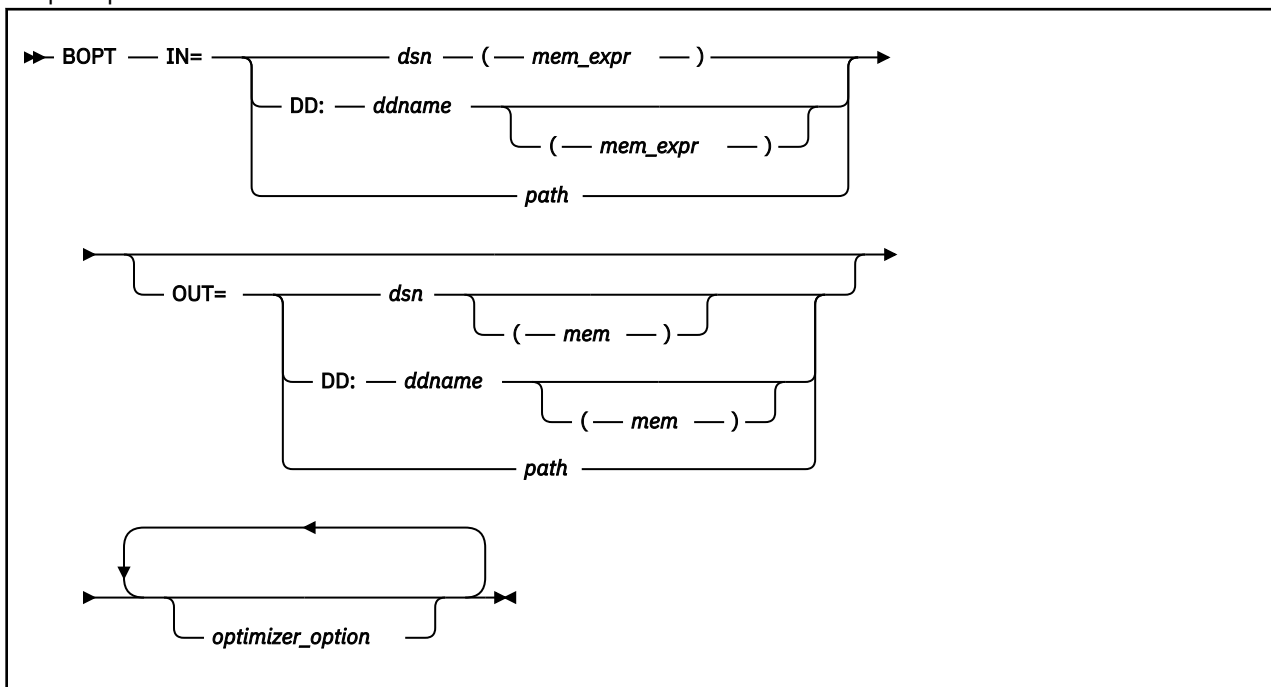 BOPT IN= dsn ( mem_expr )
DD: ddname
( mem_expr )
path
OUT= dsn
( mem )
DD: ddname
( mem )
path
optimizer_option